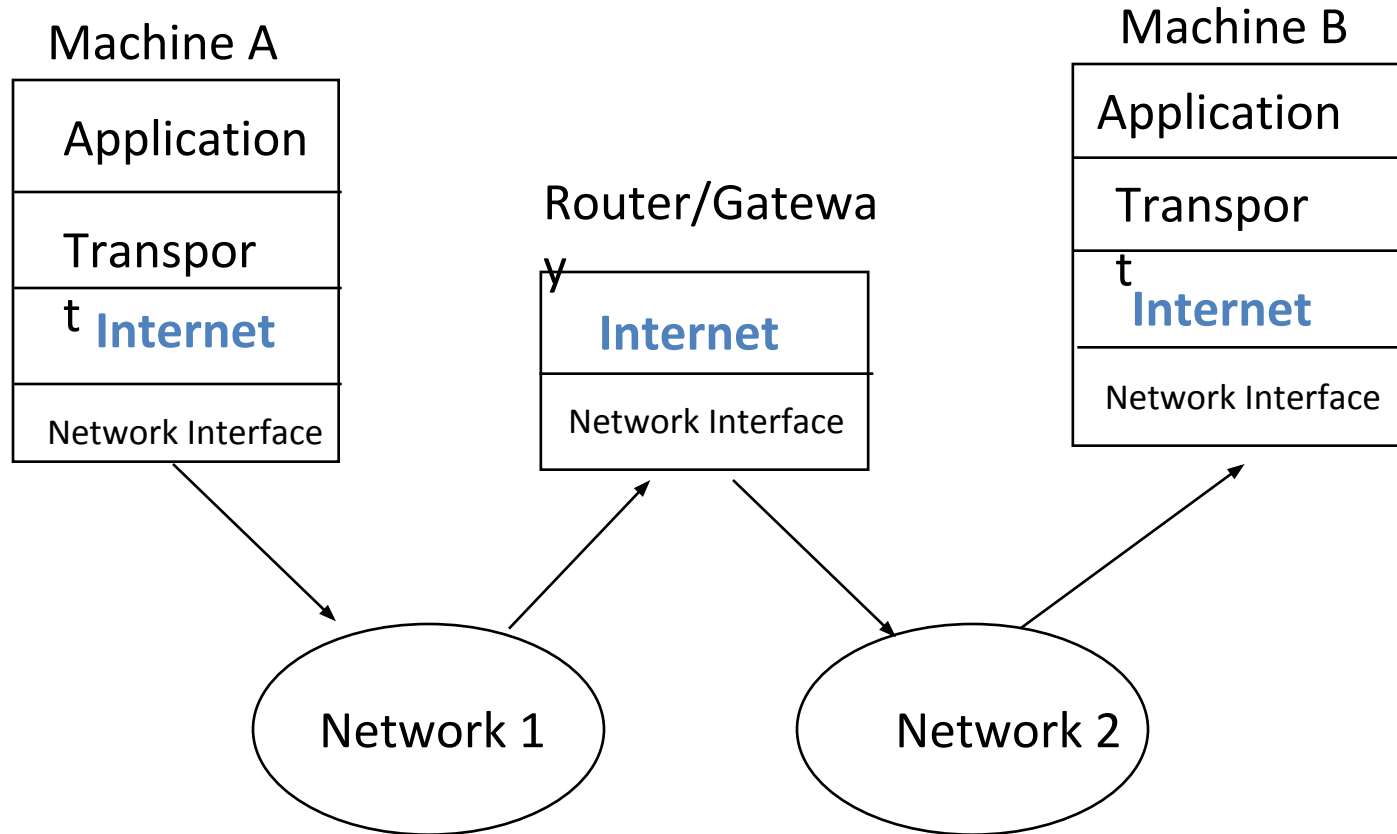 Machine A
Application
Transpor
t
Internet
Network Interface
Router/Gatewa
y
Internet
Network Interface
Machine B
Application
Transpor
t
Internet
Network Interface
Network 1
Network 2